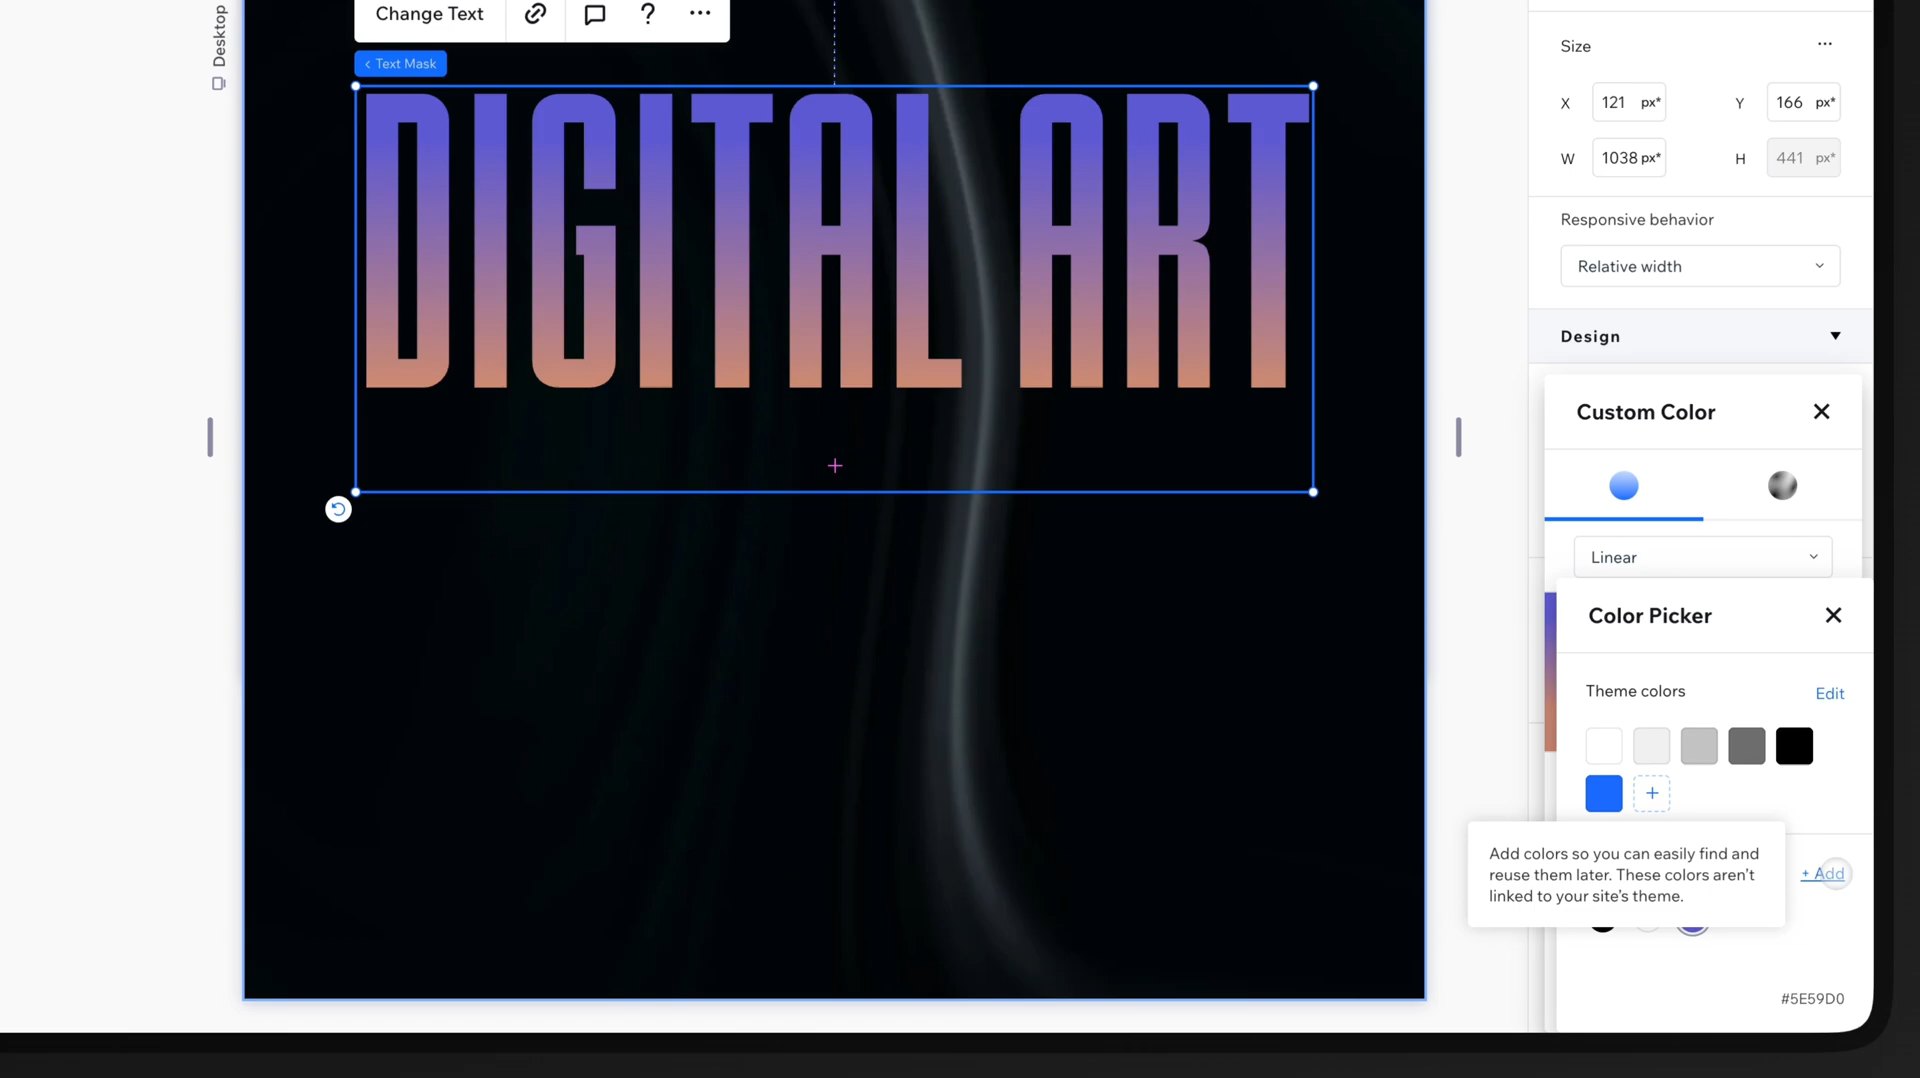 Desktop
Change Text
?
Text Mask
DIGITAL ART
Size
X 121 px* Y 166 px*
W 1038 px* H 441 px*
Responsive behavior
Relative width
Design
Custom Color
Linear
Color Picker
Theme colors Edit
Add colors so you can easily find and
reuse them later. These colors aren't
linked to your site's theme.
+ Add
#5E59D0